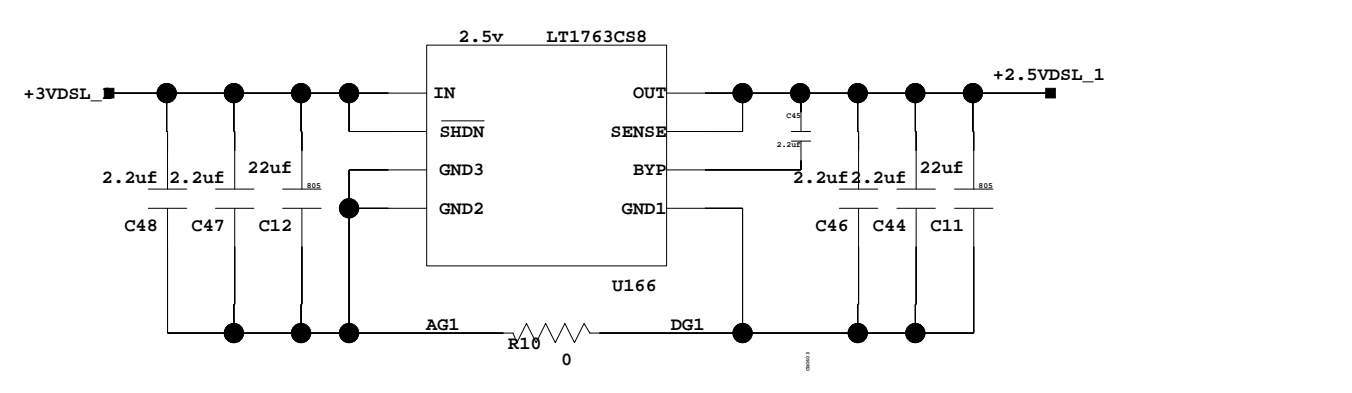 2.5v LT1763CS8
+2.5VDSL_1
+3VDSL_
IN OUT
C45
SHDN SENSE
2.2uf
GND3 BYP
22uf 22uf
2.2uf 2.2uf 2.2uf 2.2uf
805 805
GND2 GND1
C48 C47 C12 C46 C44 C11
U166
AG1 DG1
R10
0